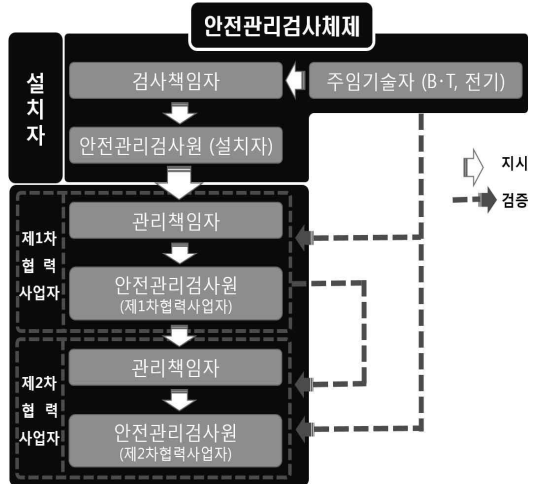 안전관리검사체제
설치자
검사책임자
주임기술자 (B·T, 전기)
안전관리검사원 (설치자)
지시
검증
제1차
협 력
사업자
관리책임자
안전관리검사원
(제1차협력사업자)
제2차
협 력
사업자
관리책임자
안전관리검사원
(제2차협력사업자)